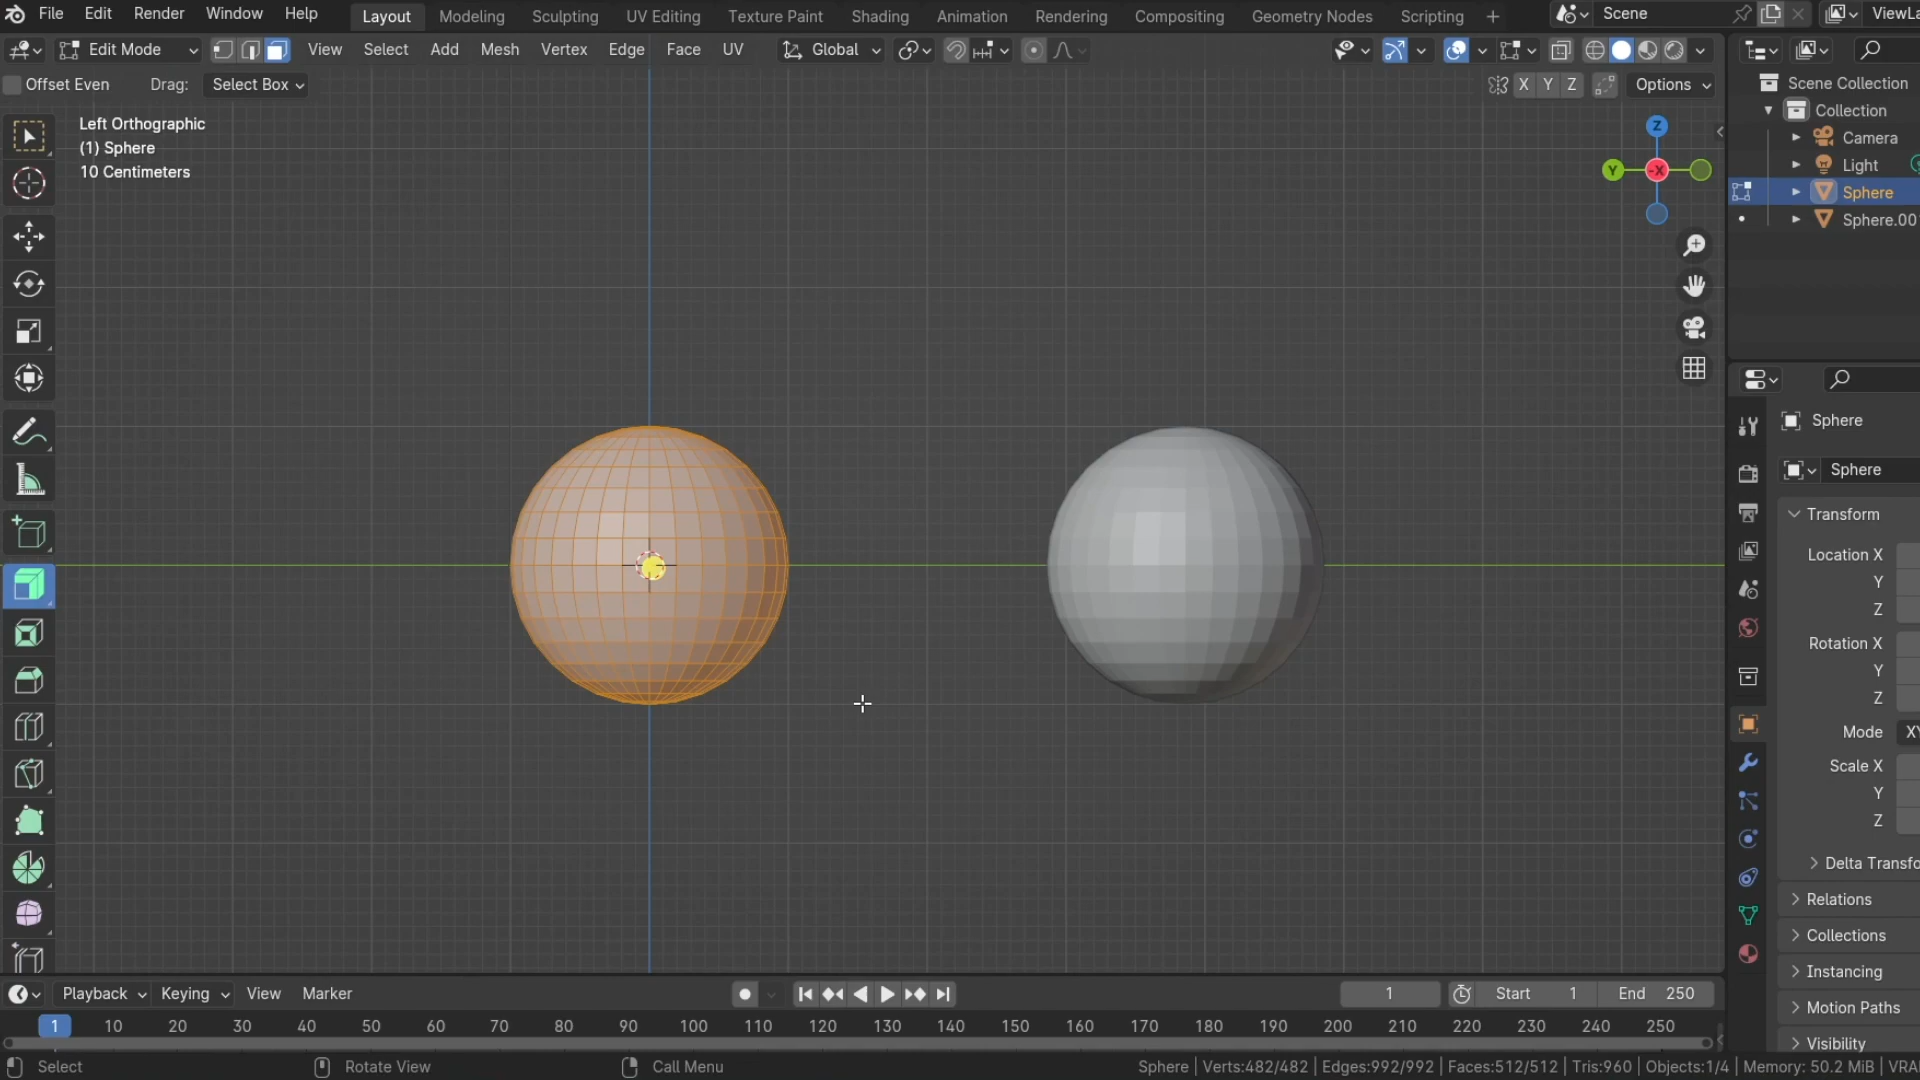 File Edit Render Window Help Layout Modeling Sculpting UV Editing Texture Paint Shading Animation Rendering Compositing Geometry Nodes Scripting + Scene ViewLa
Edit Mode View Select Add Mesh Vertex Edge Face UV Global
Offset Even Drag: Select Box X Y Z Options
Left Orthographic
(1) Sphere
10 Centimeters
Z
Y -X
Scene Collection
Collection
Camera
Light
Sphere
Sphere.00
Sphere
Sphere
Transform
Location X
Y
Z
Rotation X
Y
Z
Mode XY
Scale X
Y
Z
Delta Transfo
Relations
Collections
Instancing
Motion Paths
Visibility
Playback Keying View Marker 1 Start 1 End 250
1 10 20 30 40 50 60 70 80 90 100 110 120 130 140 150 160 170 180 190 200 210 220 230 240 250
Select Rotate View Call Menu Sphere | Verts:482/482 | Edges:992/992 | Faces:512/512 | Tris:960 | Objects:1/4 | Memory: 50.2 MiB | VRA